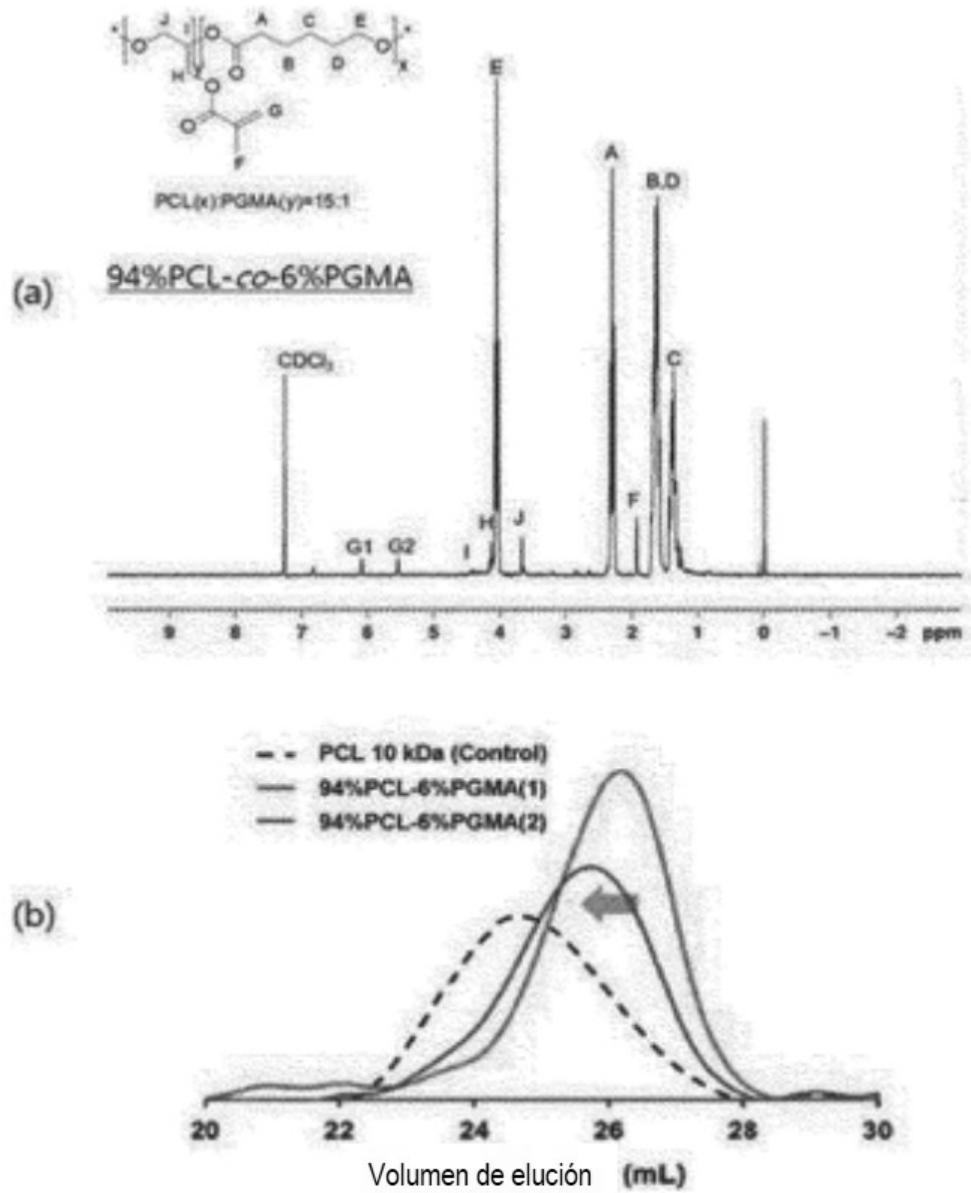 J I O A C E
O O
H y O B D X
O
O G
F
PCL(x):PGMA(y)=15:1
(a)
94%PCL-co-6%PGMA
E
A
B,D
C
CDCl₃
F
H J
G1 G2 I
9 8 7 6 5 4 3 2 1 0 -1 -2 ppm
(b)
PCL 10 kDa (Control)
94%PCL-6%PGMA(1)
94%PCL-6%PGMA(2)
20 22 24 26 28 30
Volumen de elución (mL)